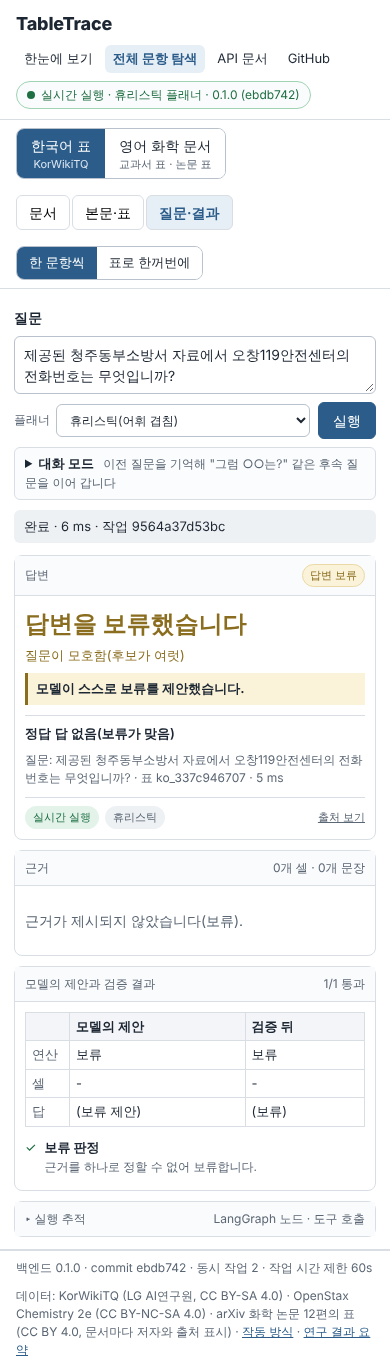 TableTrace
한눈에 보기 전체 문항 탐색 API 문서 GitHub
실시간 실행 · 휴리스틱 플래너 · 0.1.0 (ebdb742)
한국어 표 영어 화학 문서
KorWikiTQ 교과서 표 · 논문 표
문서 본문·표 질문·결과
한 문항씩 표로 한꺼번에
질문
제공된 청주동부소방서 자료에서 오창119안전센터의
전화번호는 무엇입니까?
플래너 휴리스틱(어휘 겹침) 실행
▶ 대화 모드 이전 질문을 기억해 "그럼 ○○는?" 같은 후속 질
문을 이어 갑니다
완료 · 6 ms · 작업 9564a37d53bc
답변 답변 보류
답변을 보류했습니다
질문이 모호함(후보가 여럿)
모델이 스스로 보류를 제안했습니다.
정답 답 없음(보류가 맞음)
질문: 제공된 청주동부소방서 자료에서 오창119안전센터의 전화
번호는 무엇입니까? · 표 ko_337c946707 · 5 ms
실시간 실행 휴리스틱 출처 보기
근거 0개 셀 · 0개 문장
근거가 제시되지 않았습니다(보류).
모델의 제안과 검증 결과 1/1 통과
모델의 제안 검증 뒤
연산 보류 보류
셀 - -
답 (보류 제안) (보류)
✓ 보류 판정
근거를 하나로 정할 수 없어 보류합니다.
‣ 실행 추적 LangGraph 노드 · 도구 호출
백엔드 0.1.0 · commit ebdb742 · 동시 작업 2 · 작업 시간 제한 60s
데이터: KorWikiTQ (LG AI연구원, CC BY-SA 4.0) · OpenStax
Chemistry 2e (CC BY-NC-SA 4.0) · arXiv 화학 논문 12편의 표
(CC BY 4.0, 문서마다 저자와 출처 표시) · 작동 방식 · 연구 결과 요
약